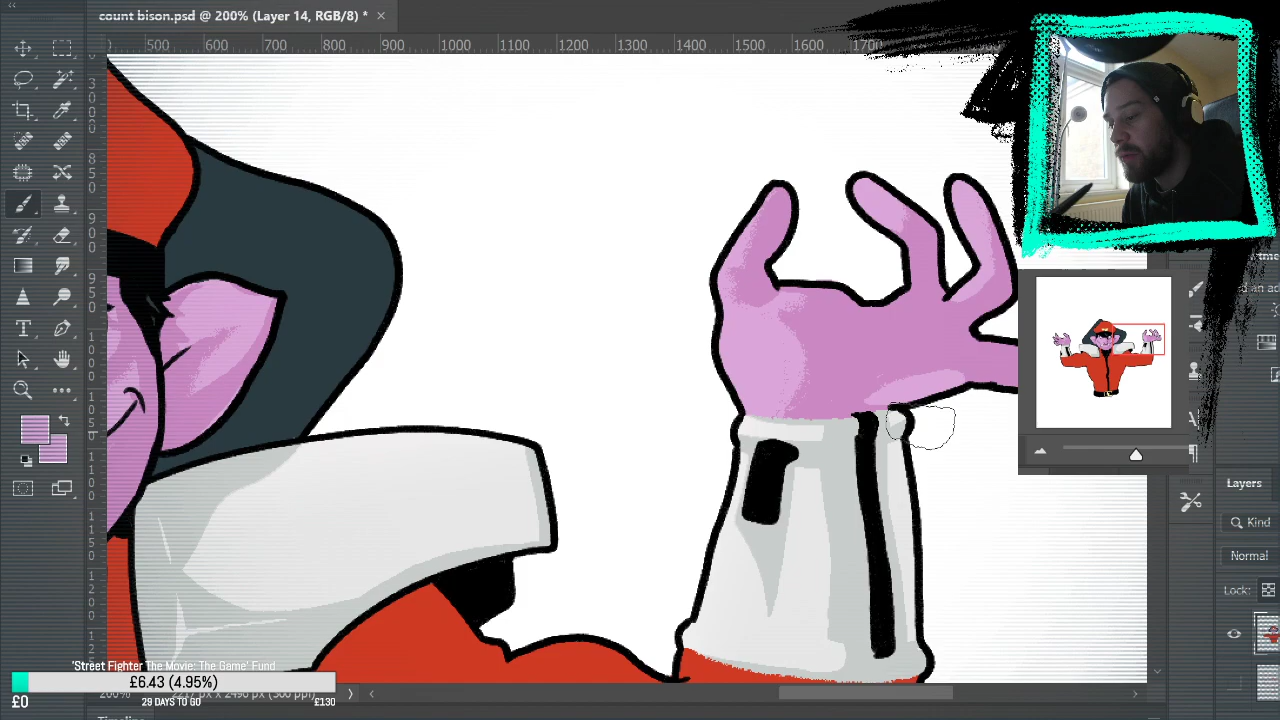 count bison.psd @ 200% (Layer 14, RGB/8) * ×
500 600 700 800 900 1000 1100 1200 1300 1400 1500 1600 1700
Layers
Kind
Normal
Lock:
'Street Fighter The Movie: The Game' Fund
£6.43 (4.95%)
£0 29 DAYS TO GO £130